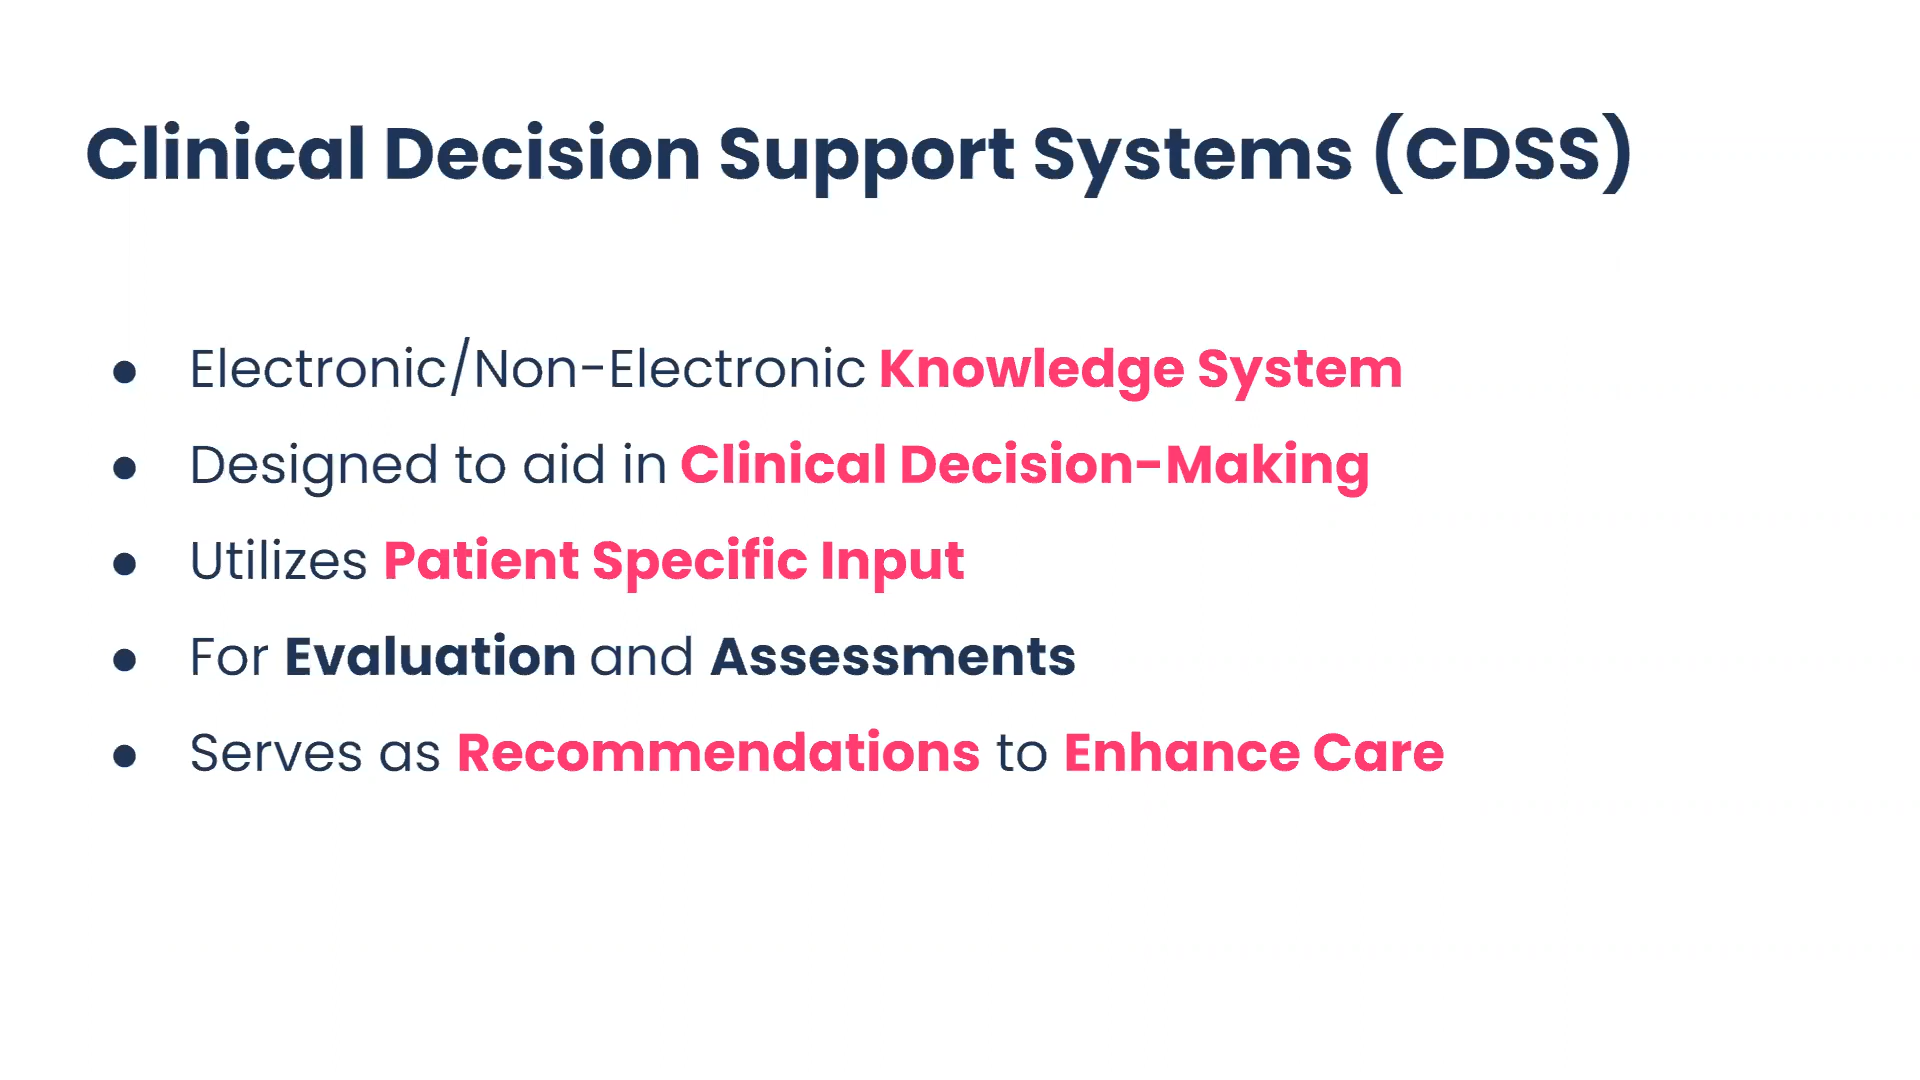 Clinical Decision Support Systems (CDSS)
● Electronic/Non-Electronic Knowledge System
● Designed to aid in Clinical Decision-Making
● Utilizes Patient Specific Input
● For Evaluation and Assessments
● Serves as Recommendations to Enhance Care